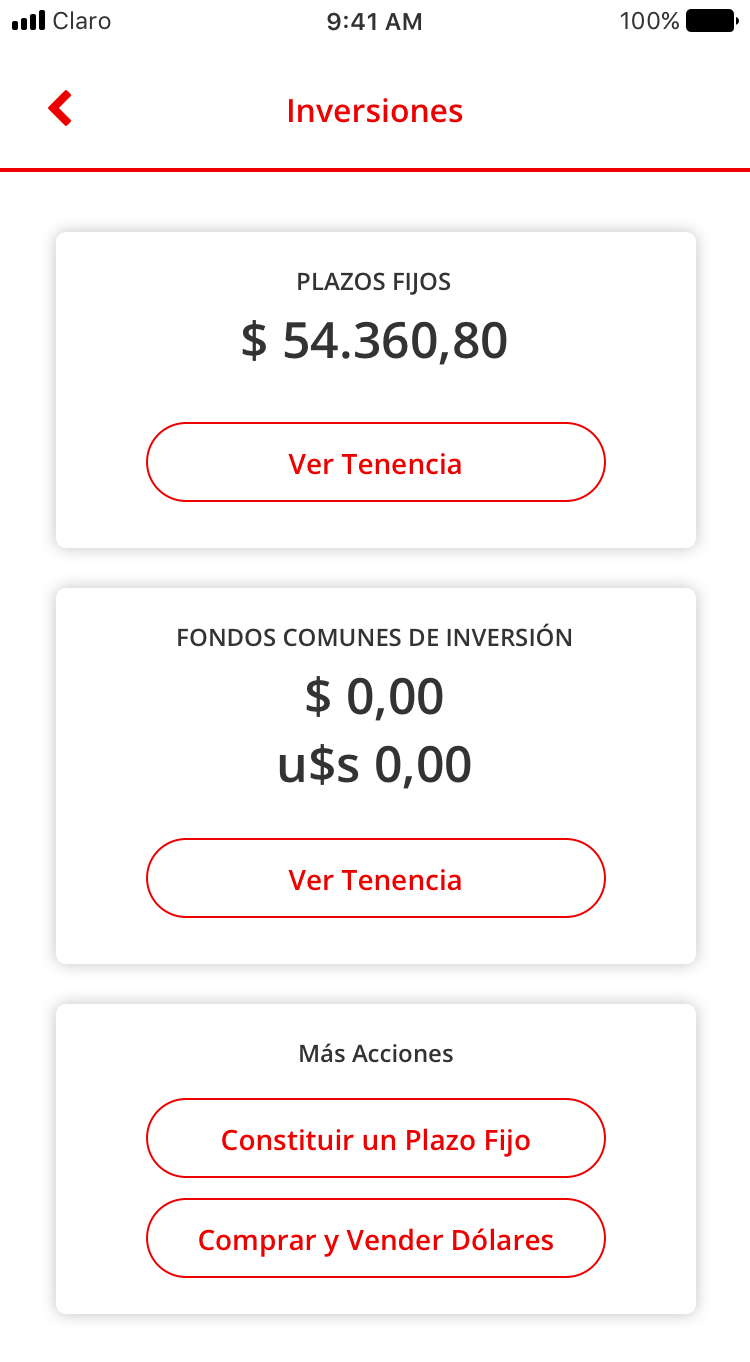 Claro 9:41 AM 100%
Inversiones
PLAZOS FIJOS
$ 54.360,80
Ver Tenencia
FONDOS COMUNES DE INVERSIÓN
$ 0,00
u$s 0,00
Ver Tenencia
Más Acciones
Constituir un Plazo Fijo
Comprar y Vender Dólares